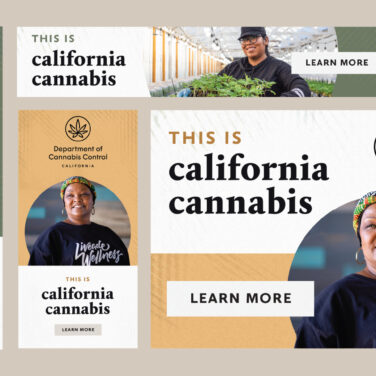 THIS IS
california
cannabis
LEARN MORE
Department of
Cannabis Control
CALIFORNIA
Livcade
Wellness
THIS IS
california
cannabis
LEARN MORE
THIS IS
california
cannabis
LEARN MORE